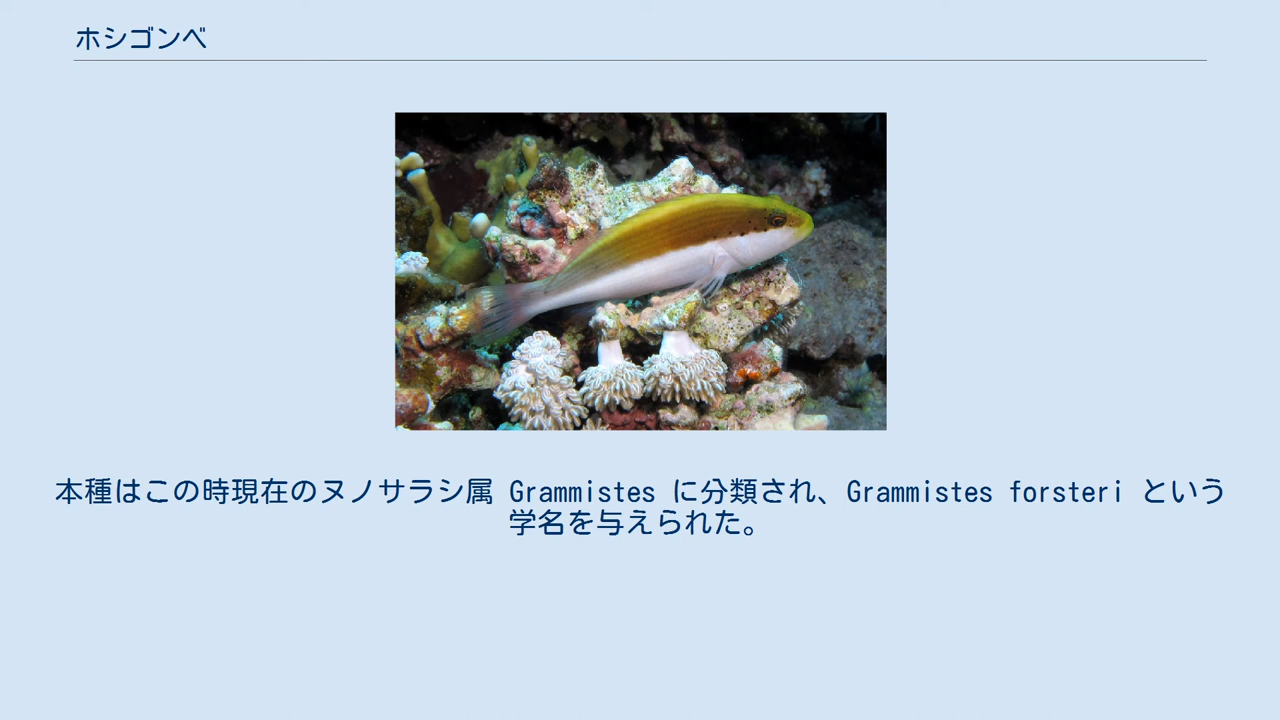 ホシゴンベ
本種はこの時現在のヌノサラシ属 Grammistes に分類され、Grammistes forsteri という
学名を与えられた。